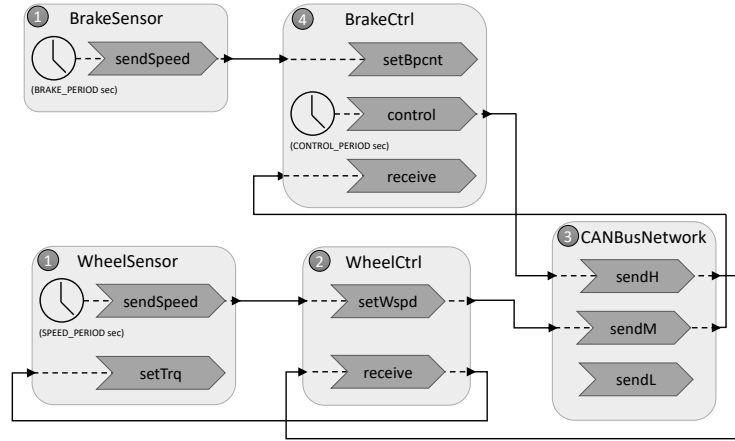 1 BrakeSensor
sendSpeed
(BRAKE_PERIOD sec)
4 BrakeCtrl
setBpcnt
control
(CONTROL_PERIOD sec)
receive
1 WheelSensor
sendSpeed
(SPEED_PERIOD sec)
setTrq
2 WheelCtrl
setWspd
receive
3 CANBusNetwork
sendH
sendM
sendL